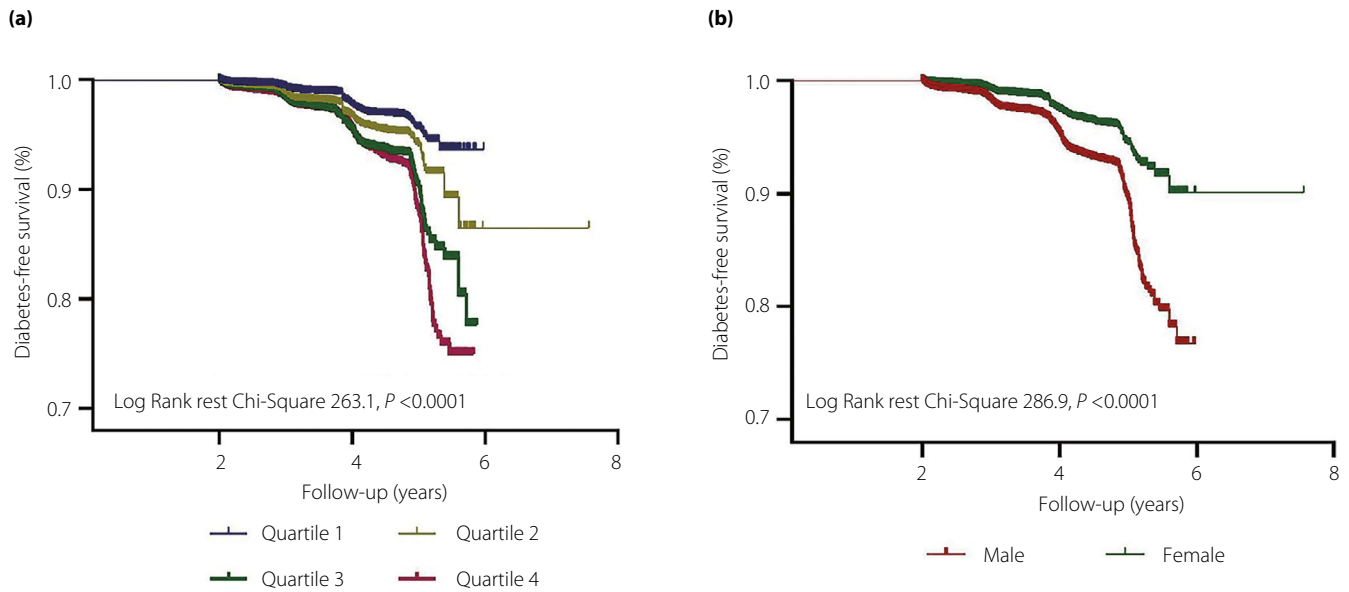 (a)
1.0
0.9
0.8
0.7
Diabetes-free survival (%)
Log Rank rest Chi-Square 263.1, P <0.0001
2 4 6 8
Follow-up (years)
Quartile 1 Quartile 2
Quartile 3 Quartile 4
(b)
1.0
0.9
0.8
0.7
Diabetes-free survival (%)
Log Rank rest Chi-Square 286.9, P <0.0001
2 4 6 8
Follow-up (years)
Male Female